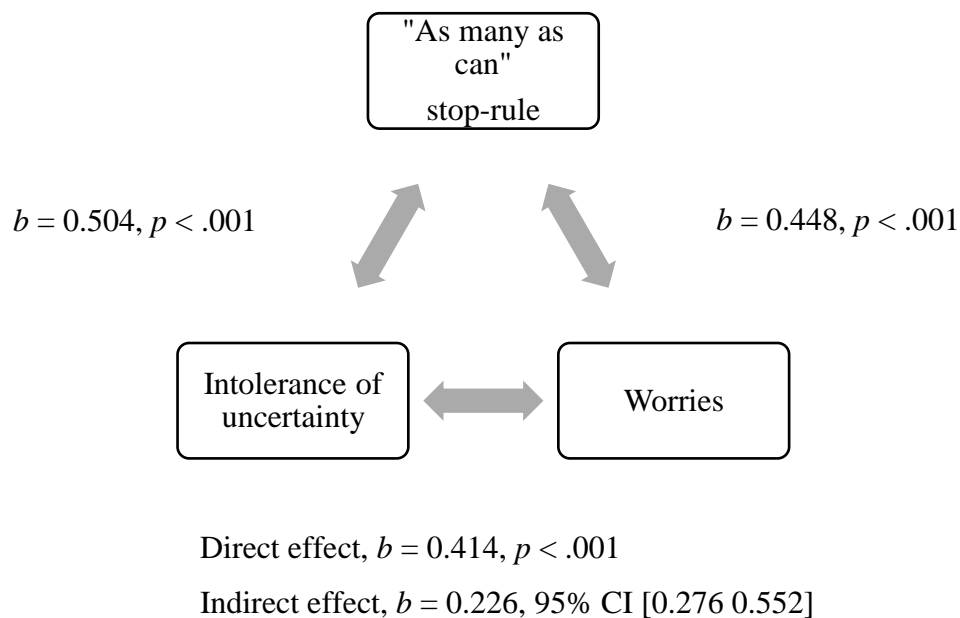 "As many as
can"
stop-rule
b = 0.504, p < .001
b = 0.448, p < .001
Intolerance of
uncertainty
Worries
Direct effect, b = 0.414, p < .001
Indirect effect, b = 0.226, 95% CI [0.276 0.552]